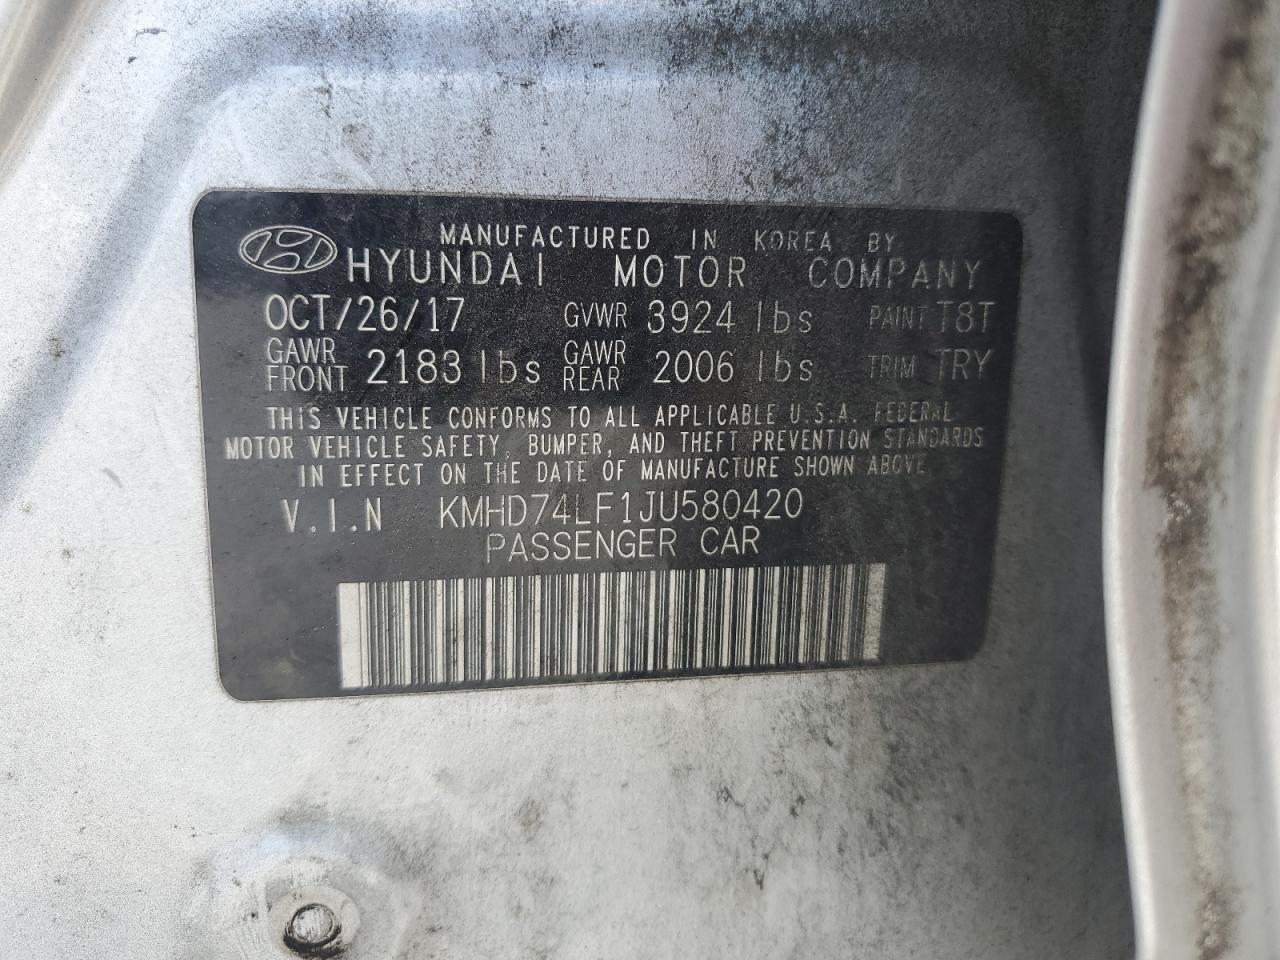 MANUFACTURED IN KOREA BY
HYUNDAI MOTOR COMPANY
OCT/26/17 GVWR 3924 lbs PAINT T8T
GAWR FRONT 2183 lbs GAWR REAR 2006 lbs TRIM TRY
THIS VEHICLE CONFORMS TO ALL APPLICABLE U.S.A. FEDERAL
MOTOR VEHICLE SAFETY, BUMPER, AND THEFT PREVENTION STANDARDS
IN EFFECT ON THE DATE OF MANUFACTURE SHOWN ABOVE
V.I.N KMHD74LF1JU580420
PASSENGER CAR